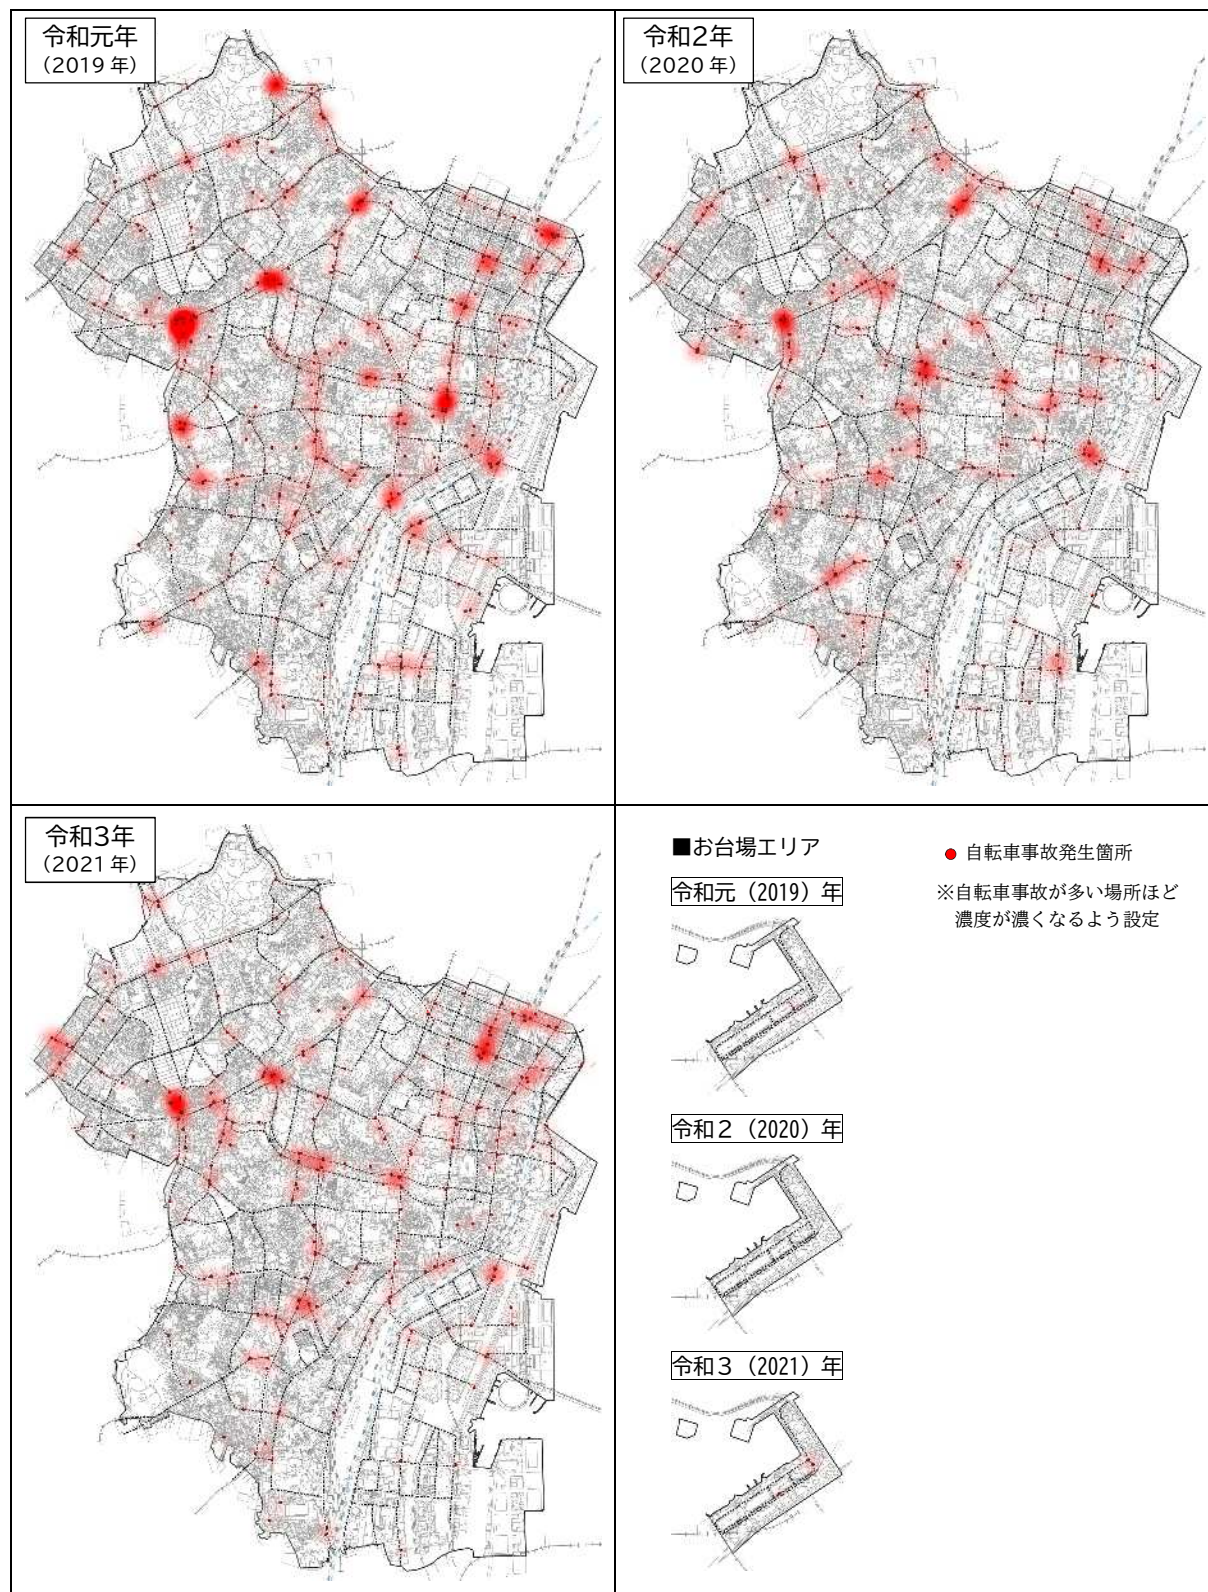 令和元年
（2019 年）
令和2年
（2020 年）
令和3年
（2021 年）
■お台場エリア
● 自転車事故発生箇所
※自転車事故が多い場所ほど
濃度が濃くなるよう設定
令和元（2019）年
令和２（2020）年
令和３（2021）年